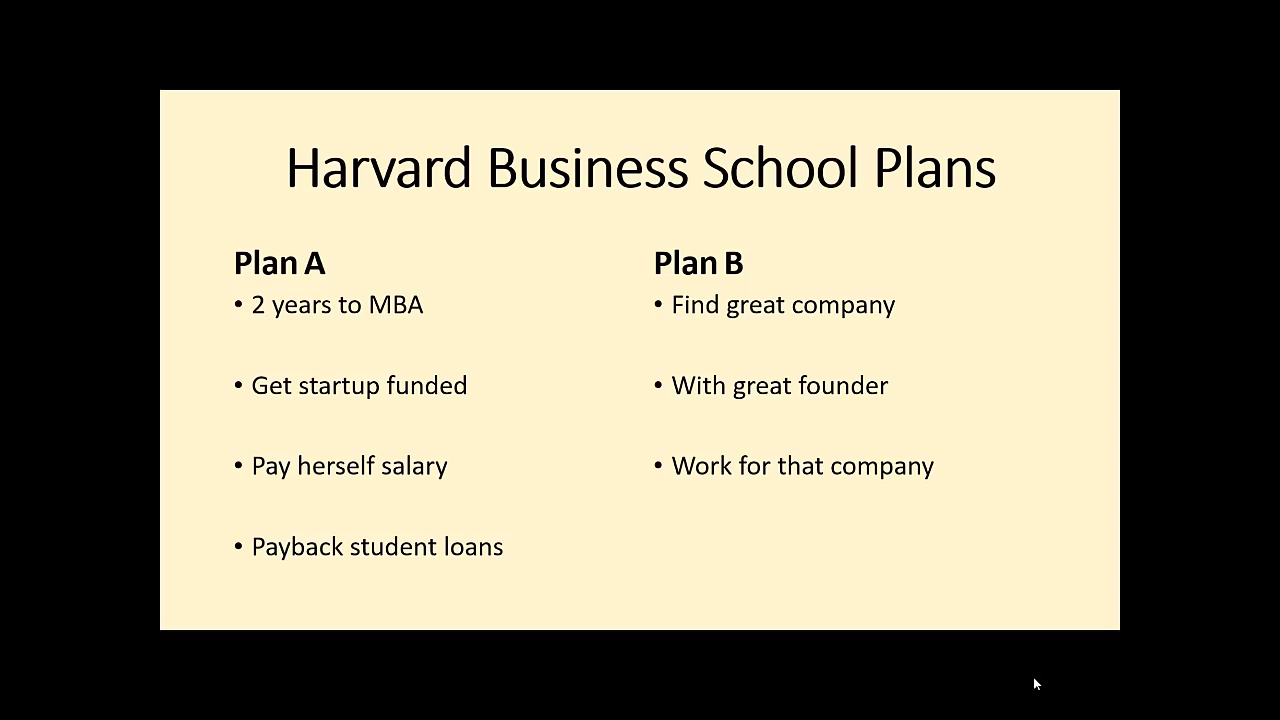 Harvard Business School Plans
Plan A
• 2 years to MBA
• Get startup funded
• Pay herself salary
• Payback student loans
Plan B
• Find great company
• With great founder
• Work for that company